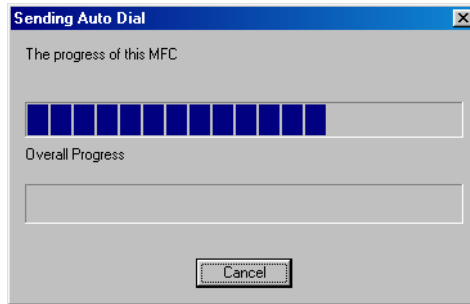 Sending Auto Dial
The progress of this MFC
Overall Progress
Cancel